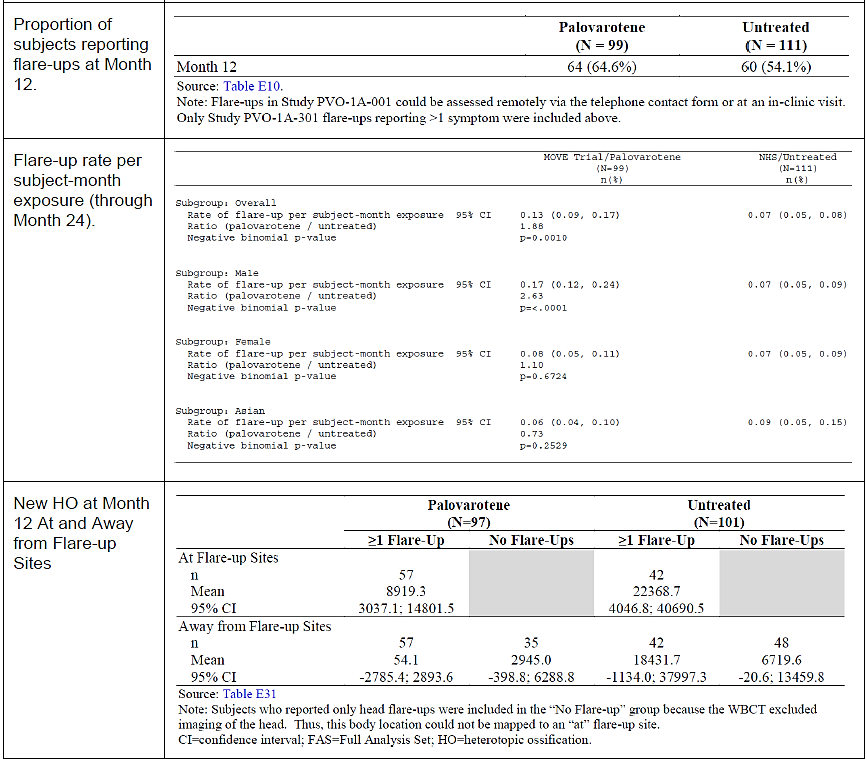 Proportion of
subjects reporting
flare-ups at Month
12.
Palovarotene Untreated
(N = 99) (N = 111)
Month 12 64 (64.6%) 60 (54.1%)
Source: Table E10.
Note: Flare-ups in Study PVO-1A-001 could be assessed remotely via the telephone contact form or at an in-clinic visit.
Only Study PVO-1A-301 flare-ups reporting >1 symptom were included above.
Flare-up rate per
subject-month
exposure (through
Month 24).
MOVE Trial/Palovarotene NHS/Untreated
(N=99) (N=111)
n(%) n(%)
Subgroup: Overall
Rate of flare-up per subject-month exposure 95% CI 0.13 (0.09, 0.17) 0.07 (0.05, 0.08)
Ratio (palovarotene / untreated) 1.88
Negative binomial p-value p=0.0010
Subgroup: Male
Rate of flare-up per subject-month exposure 95% CI 0.17 (0.12, 0.24) 0.07 (0.05, 0.09)
Ratio (palovarotene / untreated) 2.63
Negative binomial p-value p=<.0001
Subgroup: Female
Rate of flare-up per subject-month exposure 95% CI 0.08 (0.05, 0.11) 0.07 (0.05, 0.09)
Ratio (palovarotene / untreated) 1.10
Negative binomial p-value p=0.6724
Subgroup: Asian
Rate of flare-up per subject-month exposure 95% CI 0.06 (0.04, 0.10) 0.09 (0.05, 0.15)
Ratio (palovarotene / untreated) 0.73
Negative binomial p-value p=0.2529
New HO at Month
12 At and Away
from Flare-up
Sites
Palovarotene Untreated
(N=97) (N=101)
≥1 Flare-Up No Flare-Ups ≥1 Flare-Up No Flare-Ups
At Flare-up Sites
n 57 42
Mean 8919.3 22368.7
95% CI 3037.1; 14801.5 4046.8; 40690.5
Away from Flare-up Sites
n 57 35 42 48
Mean 54.1 2945.0 18431.7 6719.6
95% CI -2785.4; 2893.6 -398.8; 6288.8 -1134.0; 37997.3 -20.6; 13459.8
Source: Table E31
Note: Subjects who reported only head flare-ups were included in the “No Flare-up” group because the WBCT excluded
imaging of the head. Thus, this body location could not be mapped to an “at” flare-up site.
CI=confidence interval; FAS=Full Analysis Set; HO=heterotopic ossification.